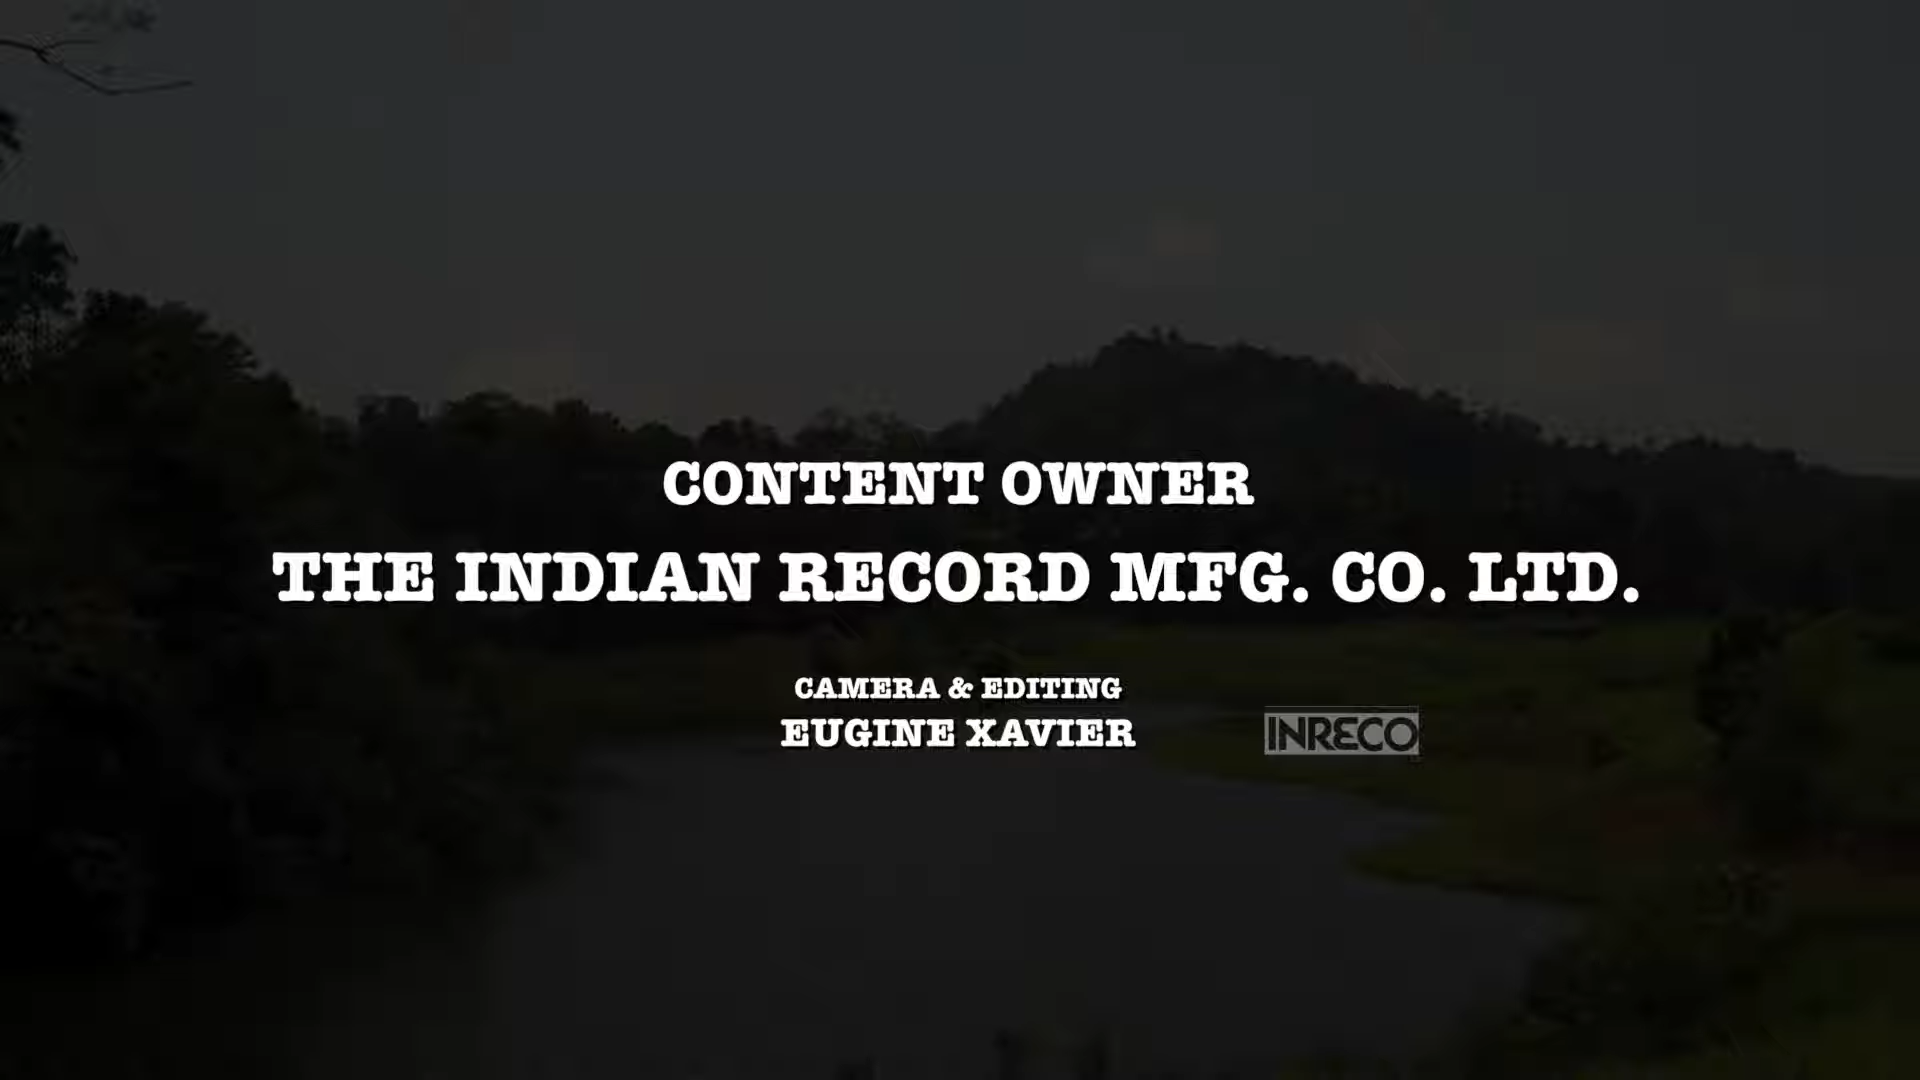 CONTENT OWNER
THE INDIAN RECORD MFG. CO. LTD.
CAMERA & EDITING
EUGINE XAVIER
INRECO